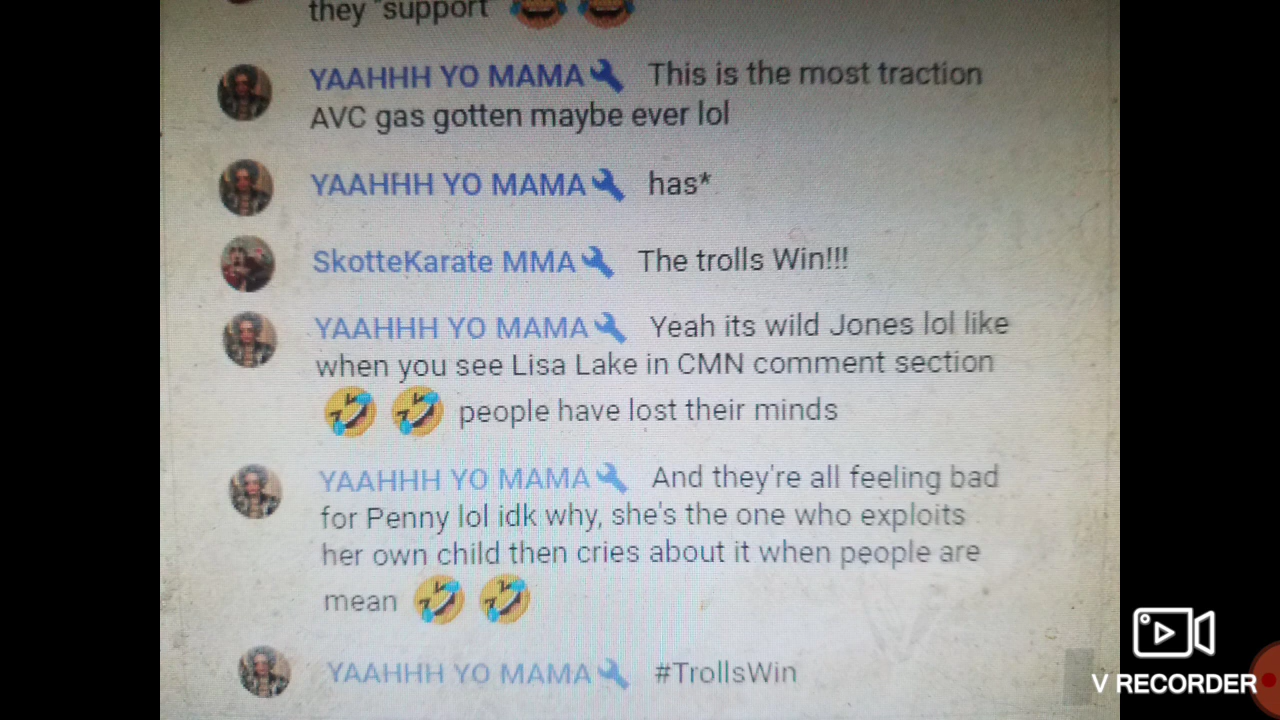 they "support" 😂 😂
YAAHHH YO MAMA🔧 This is the most traction
AVC gas gotten maybe ever lol
YAAHHH YO MAMA🔧 has*
SkotteKarate MMA🔧 The trolls Win!!!
YAAHHH YO MAMA🔧 Yeah its wild Jones lol like
when you see Lisa Lake in CMN comment section
🤣 🤣 people have lost their minds
YAAHHH YO MAMA🔧 And they're all feeling bad
for Penny lol idk why, she's the one who exploits
her own child then cries about it when people are
mean 🤣 🤣
YAAHHH YO MAMA🔧 #TrollsWin
V RECORDER